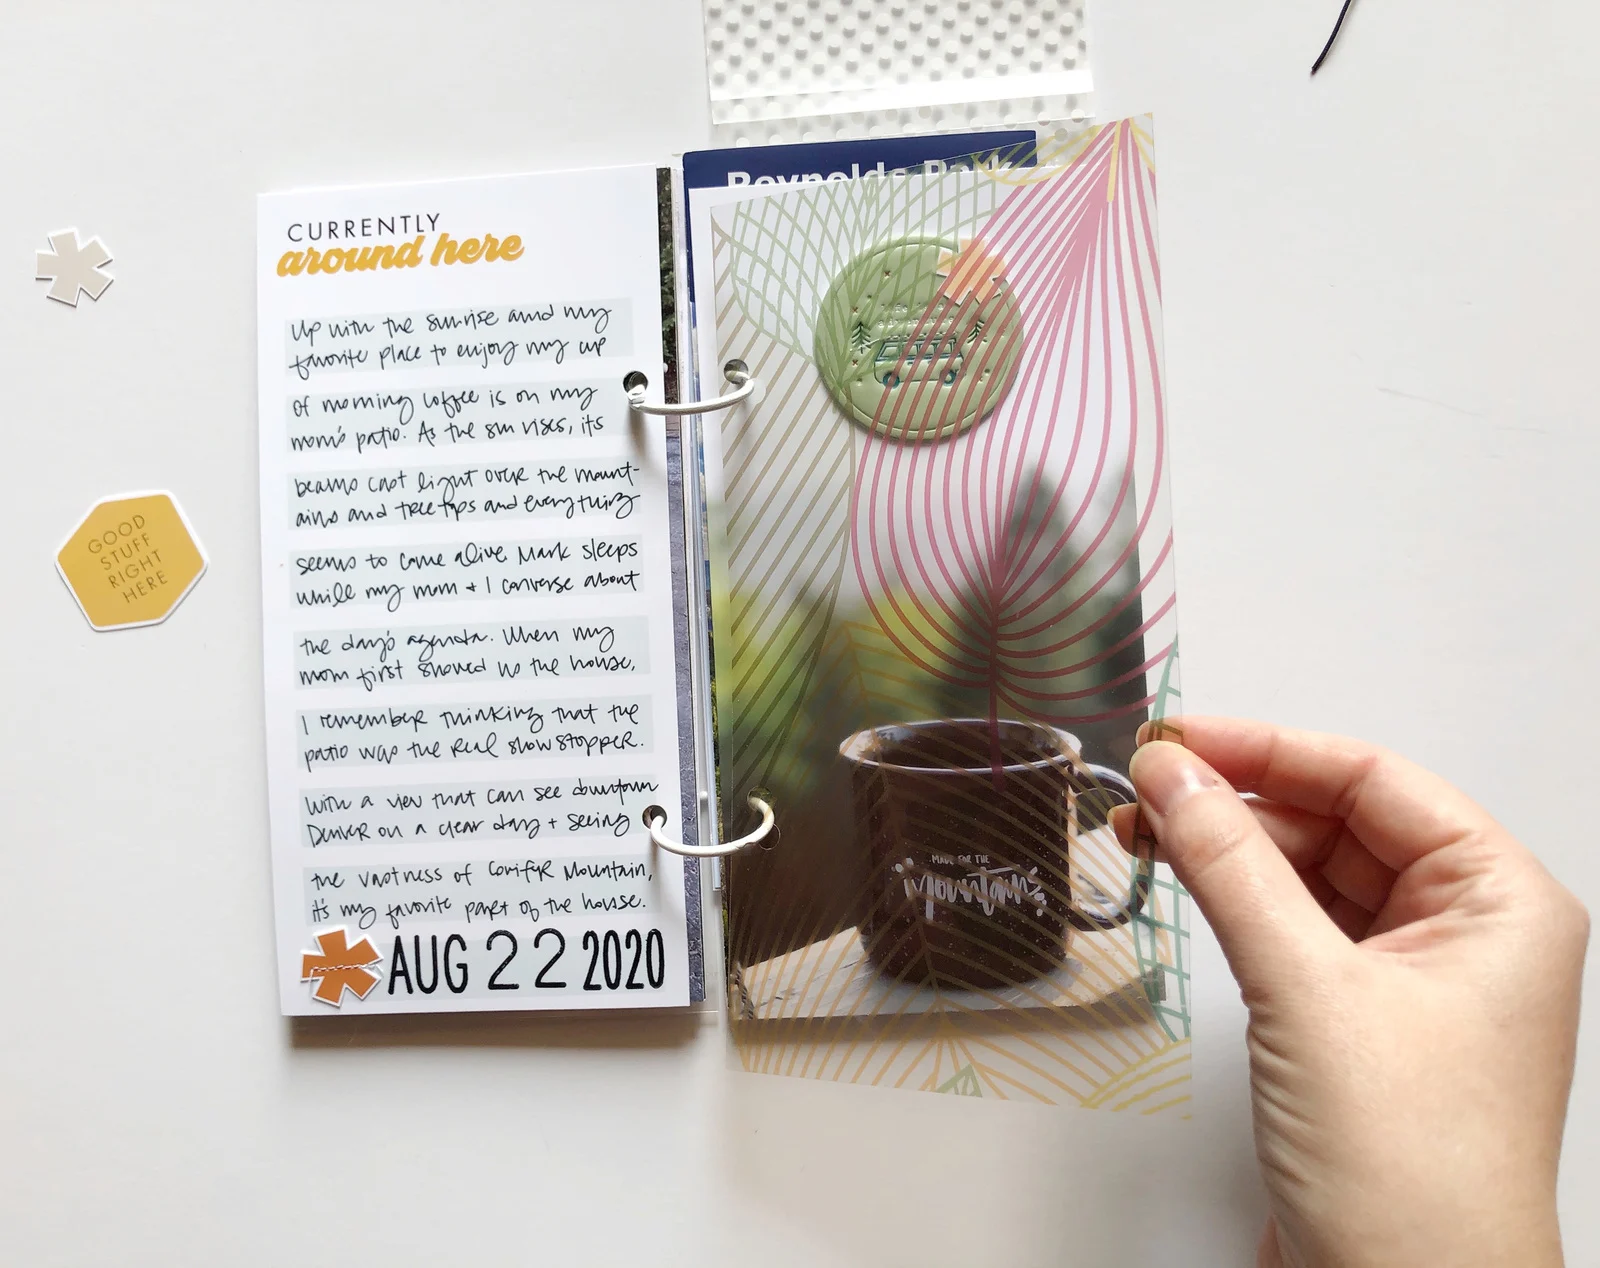 CURRENTLY
around here
Up with the sunrise and my
favorite place to enjoy my cup
of morning coffee is on my
mom's patio. As the sun rises, its
beams cast light over the mount-
ains and treetops and everything
seems to come alive. Mark sleeps
while my mom + I converse about
the day's agenda. When my
mom first showed us the house,
I remember thinking that the
patio was the real showstopper.
With a view that can see downtown
Denver on a clear day + seeing
the vastness of Conifer Mountain,
it's my favorite part of the house.
AUG 22 2020
GOOD
STUFF
RIGHT
HERE
Reynolds Park
adventure
MADE FOR THE
Mountains